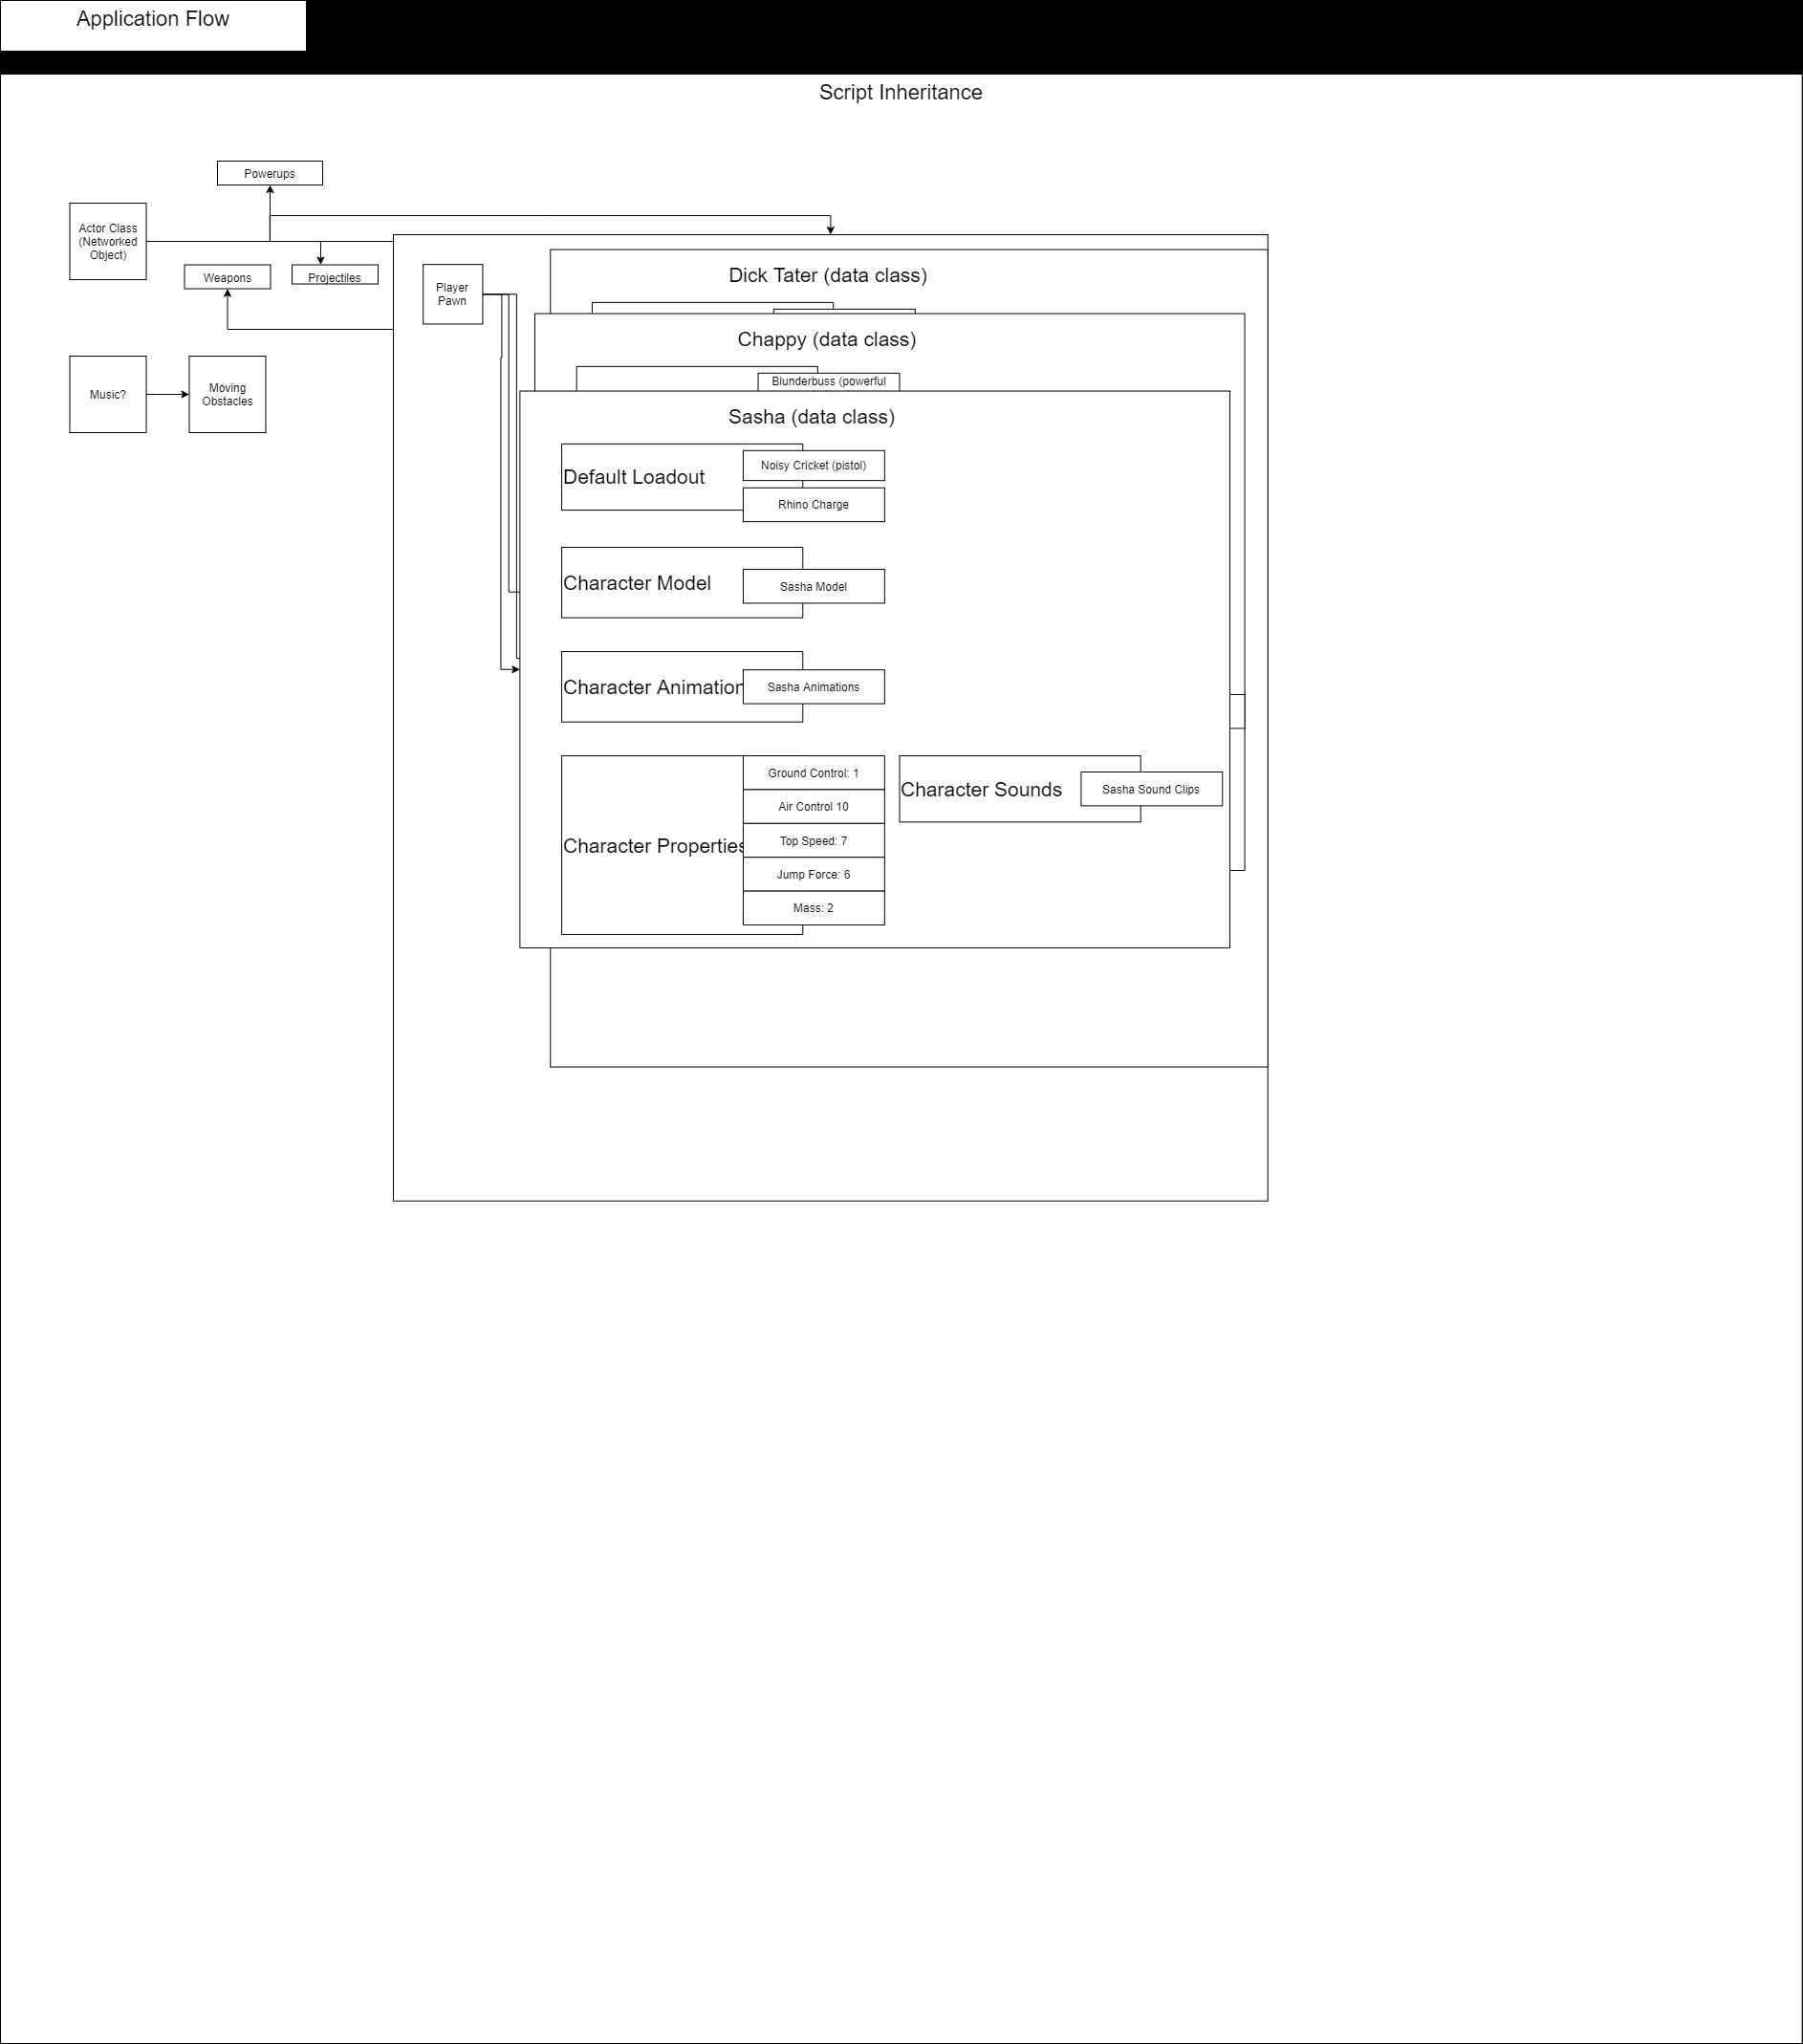 Application Flow
Script Inheritance
Powerups
Actor Class
(Networked
Object)
Weapons
Projectiles
Player
Pawn
Music?
Moving
Obstacles
Dick Tater (data class)
Chappy (data class)
Blunderbuss (powerful
Sasha (data class)
Default Loadout
Noisy Cricket (pistol)
Rhino Charge
Character Model
Sasha Model
Character Animation
Sasha Animations
Character Properties
Ground Control: 1
Air Control 10
Top Speed: 7
Jump Force: 6
Mass: 2
Character Sounds
Sasha Sound Clips